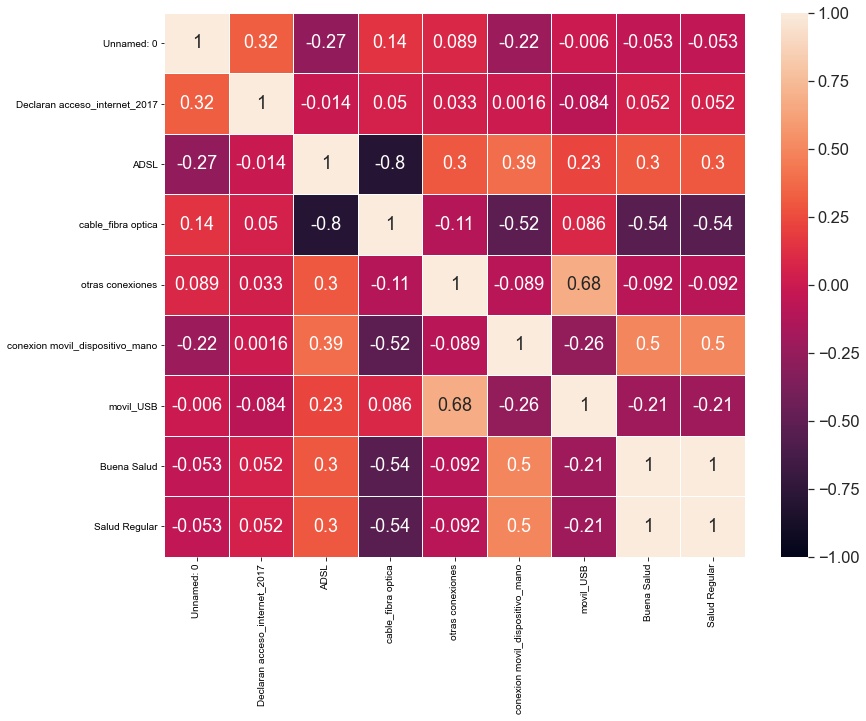 Unnamed: 0 1 0.32 -0.27 0.14 0.089 -0.22 -0.006 -0.053 -0.053
Declaran acceso_internet_2017 0.32 1 -0.014 0.05 0.033 0.0016 -0.084 0.052 0.052
ADSL -0.27 -0.014 1 -0.8 0.3 0.39 0.23 0.3 0.3
cable_fibra optica 0.14 0.05 -0.8 1 -0.11 -0.52 0.086 -0.54 -0.54
otras conexiones 0.089 0.033 0.3 -0.11 1 -0.089 0.68 -0.092 -0.092
conexion movil_dispositivo_mano -0.22 0.0016 0.39 -0.52 -0.089 1 -0.26 0.5 0.5
movil_USB -0.006 -0.084 0.23 0.086 0.68 -0.26 1 -0.21 -0.21
Buena Salud -0.053 0.052 0.3 -0.54 -0.092 0.5 -0.21 1 1
Salud Regular -0.053 0.052 0.3 -0.54 -0.092 0.5 -0.21 1 1
Unnamed: 0
Declaran acceso_internet_2017
ADSL
cable_fibra optica
otras conexiones
conexion movil_dispositivo_mano
movil_USB
Buena Salud
Salud Regular
1.00
0.75
0.50
0.25
0.00
−0.25
−0.50
−0.75
−1.00